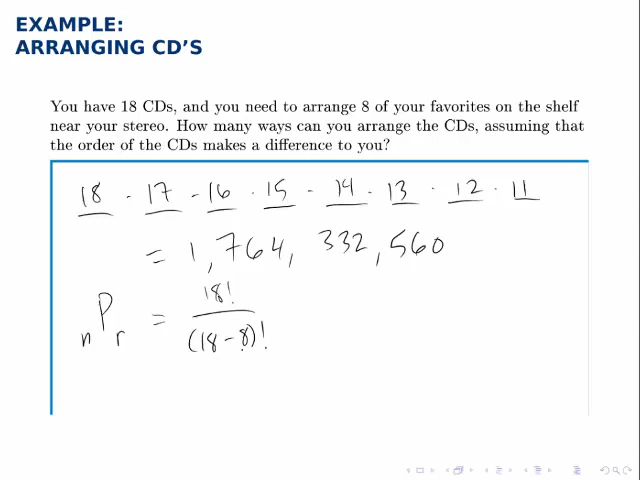 EXAMPLE:
ARRANGING CD'S
You have 18 CDs, and you need to arrange 8 of your favorites on the shelf
near your stereo. How many ways can you arrange the CDs, assuming that
the order of the CDs makes a difference to you?
18 · 17 · 16 · 15 · 14 · 13 · 12 · 11
= 1,764,332,560
nPr = 18! / (18-8)!